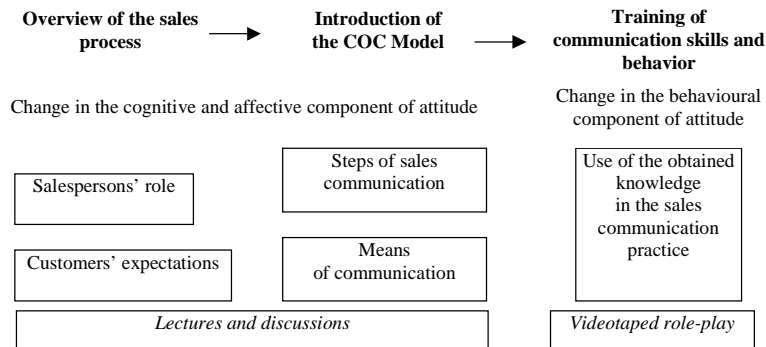 Overview of the sales
process
Introduction of
the COC Model
Training of
communication skills and
behavior
Change in the cognitive and affective component of attitude
Change in the behavioural
component of attitude
Salespersons' role
Customers' expectations
Steps of sales
communication
Means
of communication
Use of the obtained
knowledge
in the sales
communication
practice
Lectures and discussions
Videotaped role-play